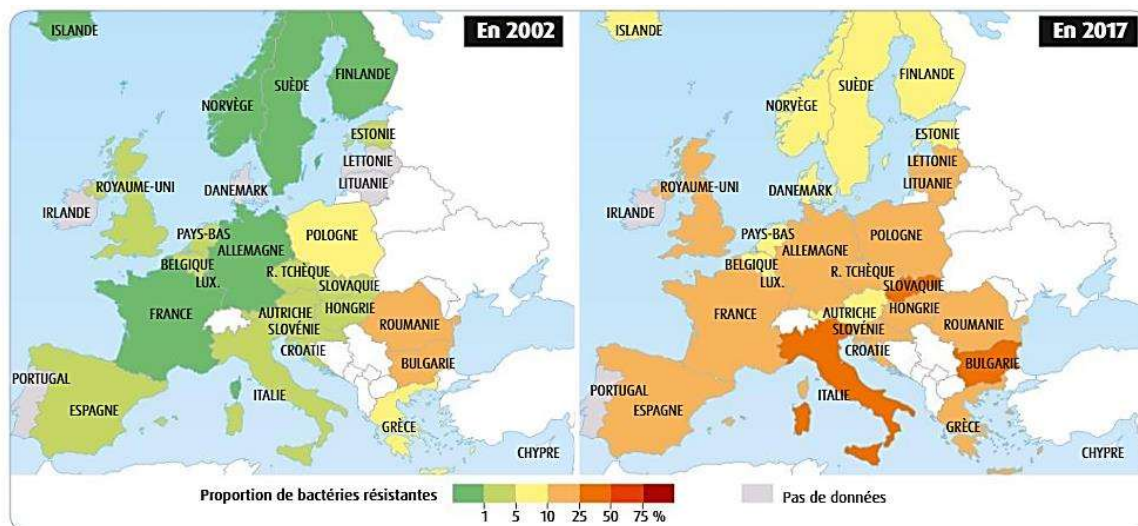 En 2002
ISLANDE
FINLANDE
SUÈDE
NORVÈGE
ESTONIE
LETTONIE
LITUANIE
DANEMARK
ROYAUME-UNI
IRLANDE
PAYS-BAS
POLOGNE
ALLEMAGNE
BELGIQUE
LUX.
R. TCHÈQUE
SLOVAQUIE
FRANCE
AUTRICHE
HONGRIE
SLOVÉNIE
ROUMANIE
CROATIE
BULGARIE
PORTUGAL
ESPAGNE
ITALIE
GRÈCE
CHYPRE
En 2017
ISLANDE
FINLANDE
SUÈDE
NORVÈGE
ESTONIE
LETTONIE
LITUANIE
DANEMARK
ROYAUME-UNI
IRLANDE
PAYS-BAS
POLOGNE
ALLEMAGNE
BELGIQUE
LUX.
R. TCHÈQUE
SLOVAQUIE
FRANCE
AUTRICHE
HONGRIE
SLOVÉNIE
ROUMANIE
CROATIE
BULGARIE
PORTUGAL
ESPAGNE
ITALIE
GRÈCE
CHYPRE
Proportion de bactéries résistantes
1 5 10 25 50 75 %
Pas de données